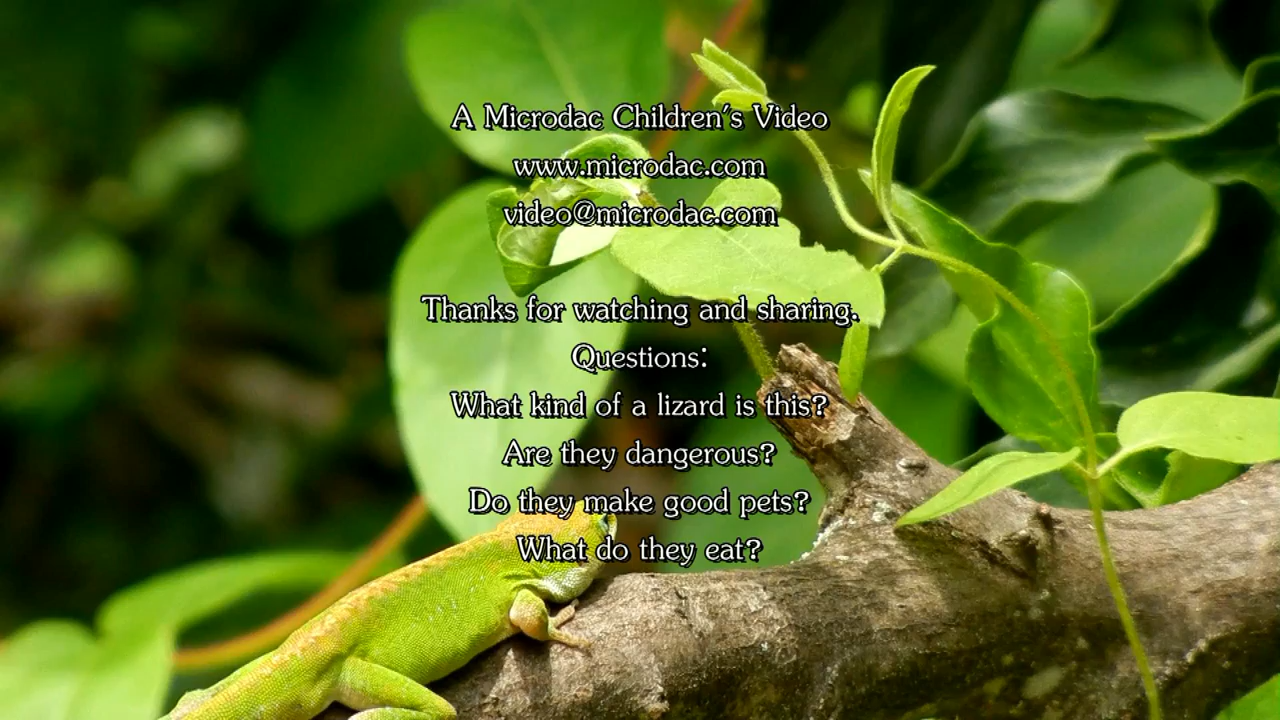 A Microdac Children's Video
www.microdac.com
video@microdac.com
Thanks for watching and sharing.
Questions:
What kind of a lizard is this?
Are they dangerous?
Do they make good pets?
What do they eat?